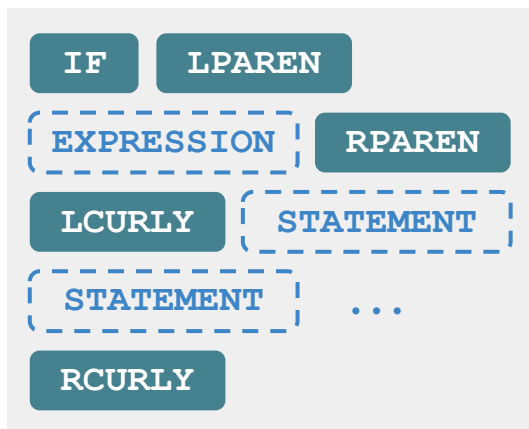 IF LPAREN
EXPRESSION RPAREN
LCURLY STATEMENT
STATEMENT ...
RCURLY